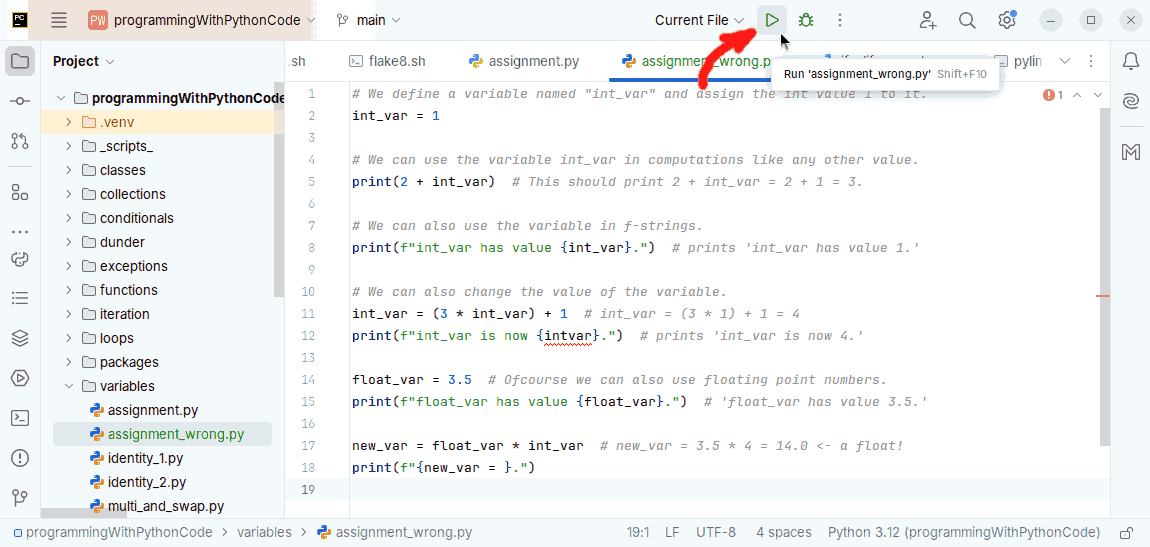 PC
PW programmingWithPythonCode
main
Current File
Project
.sh
flake8.sh
assignment.py
assignment_wrong.p
pylin
Run 'assignment_wrong.py' Shift+F10
programmingWithPythonCode
.venv
_scripts_
classes
collections
conditionals
dunder
exceptions
functions
iteration
loops
packages
variables
assignment.py
assignment_wrong.py
identity_1.py
identity_2.py
multi_and_swap.py
1 # We define a variable named "int_var" and assign the int value 1 to it.
2 int_var = 1
3
4 # We can use the variable int_var in computations like any other value.
5 print(2 + int_var)  # This should print 2 + int_var = 2 + 1 = 3.
6
7 # We can also use the variable in f-strings.
8 print(f"int_var has value {int_var}.")  # prints 'int_var has value 1.'
9
10 # We can also change the value of the variable.
11 int_var = (3 * int_var) + 1  # int_var = (3 * 1) + 1 = 4
12 print(f"int_var is now {intvar}.")  # prints 'int_var is now 4.'
13
14 float_var = 3.5  # Ofcourse we can also use floating point numbers.
15 print(f"float_var has value {float_var}.")  # 'float_var has value 3.5.'
16
17 new_var = float_var * int_var  # new_var = 3.5 * 4 = 14.0 <- a float!
18 print(f"{new_var = }.")
19
1
programmingWithPythonCode > variables > assignment_wrong.py
19:1 LF UTF-8 4 spaces Python 3.12 (programmingWithPythonCode)